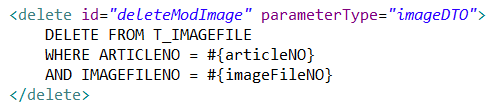 <delete id="deleteModImage" parameterType="imageDTO">
    DELETE FROM T_IMAGEFILE
    WHERE ARTICLENO = #{articleNO}
    AND IMAGEFILENO = #{imageFileNO}
</delete>